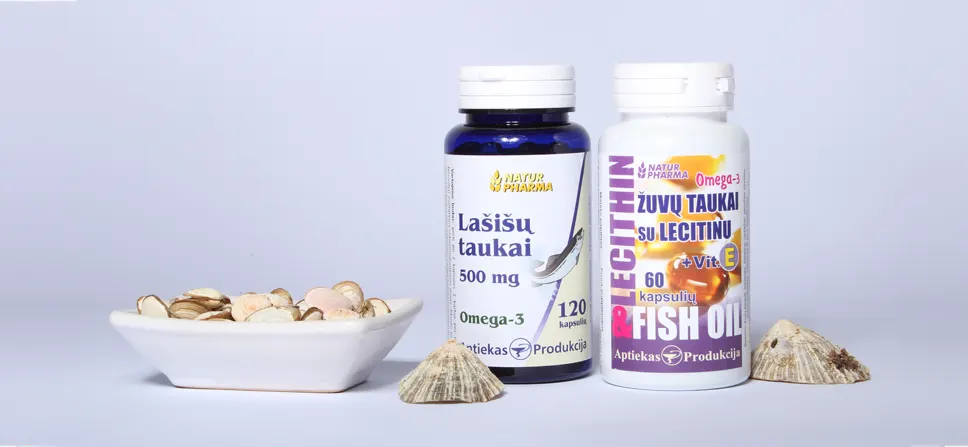 NATUR
PHARMA
Lašišų
taukai
500 mg
Omega-3
120
kapsulių
Aptiekas Produkcija
LECITHIN
&
NATUR
PHARMA
Omega-3
ŽUVŲ TAUKAI
su LECITINU
+ Vit. E
60
kapsulių
FISH OIL
Aptiekas Produkcija